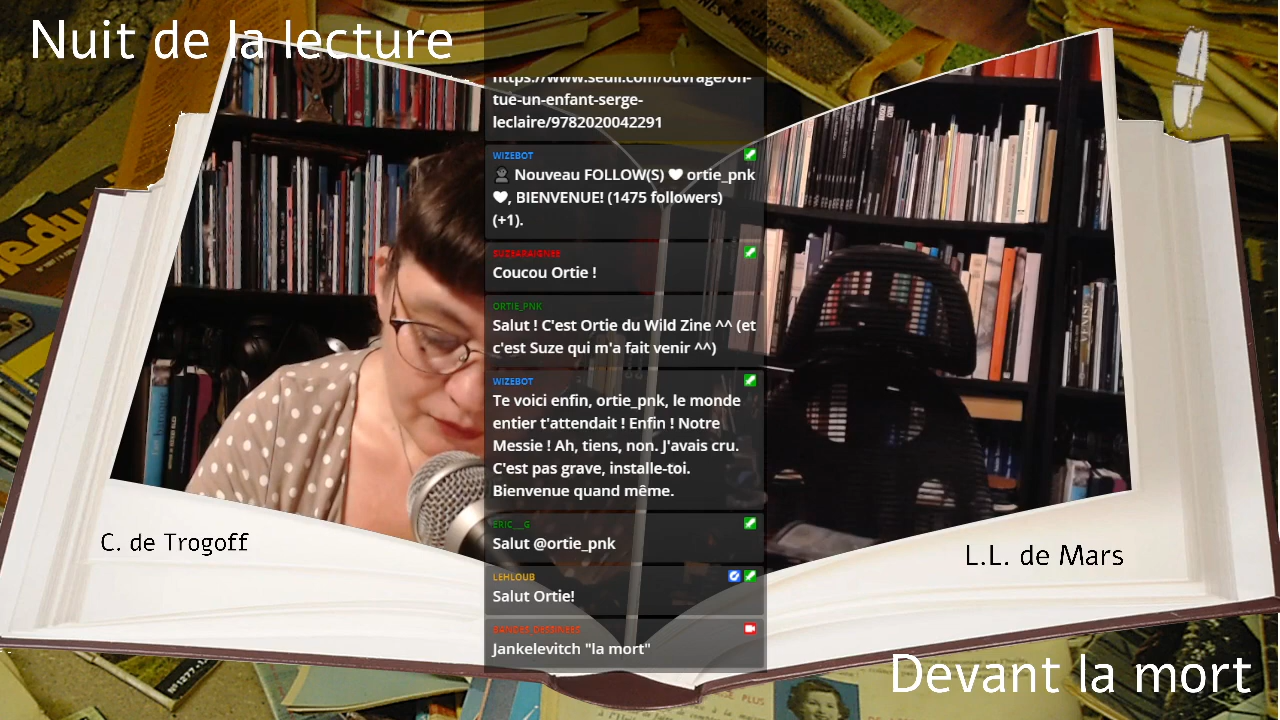 Nuit de la lecture
https://www.seuil.com/ouvrage/on-
tue-un-enfant-serge-
leclaire/9782020042291
WIZEBOT
Nouveau FOLLOW(S) ♥ ortie_pnk
♥, BIENVENUE! (1475 followers)
(+1).
SUZEARAIGNEE
Coucou Ortie !
ORTIE_PNK
Salut ! C'est Ortie du Wild Zine ^^ (et
c'est Suze qui m'a fait venir ^^)
WIZEBOT
Te voici enfin, ortie_pnk, le monde
entier t'attendait ! Enfin ! Notre
Messie ! Ah, tiens, non. J'avais cru.
C'est pas grave, installe-toi.
Bienvenue quand même.
ERIC__G
Salut @ortie_pnk
LEHLOUB
Salut Ortie!
BANDES_DESSINEES
Jankelevitch "la mort"
C. de Trogoff
L.L. de Mars
Devant la mort